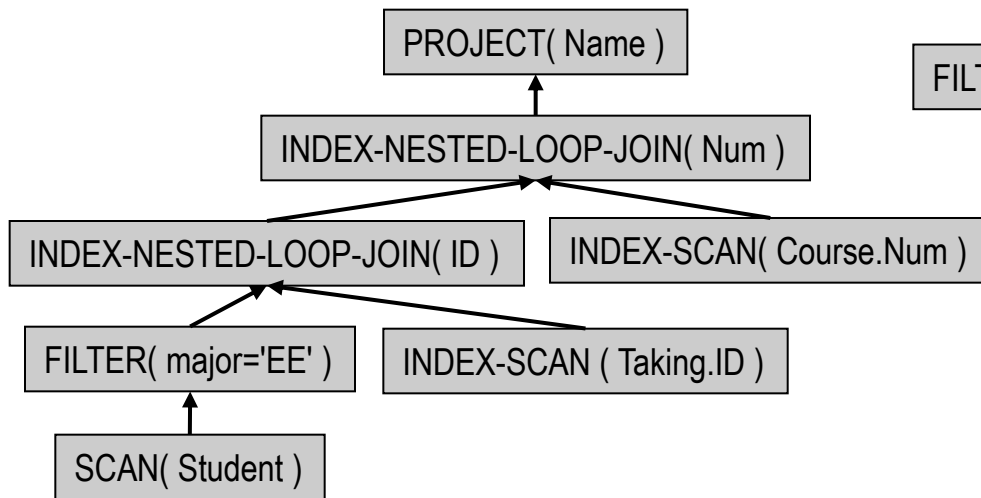 PROJECT( Name )
FILT
INDEX-NESTED-LOOP-JOIN( Num )
INDEX-NESTED-LOOP-JOIN( ID )
INDEX-SCAN( Course.Num )
FILTER( major='EE' )
INDEX-SCAN ( Taking.ID )
SCAN( Student )